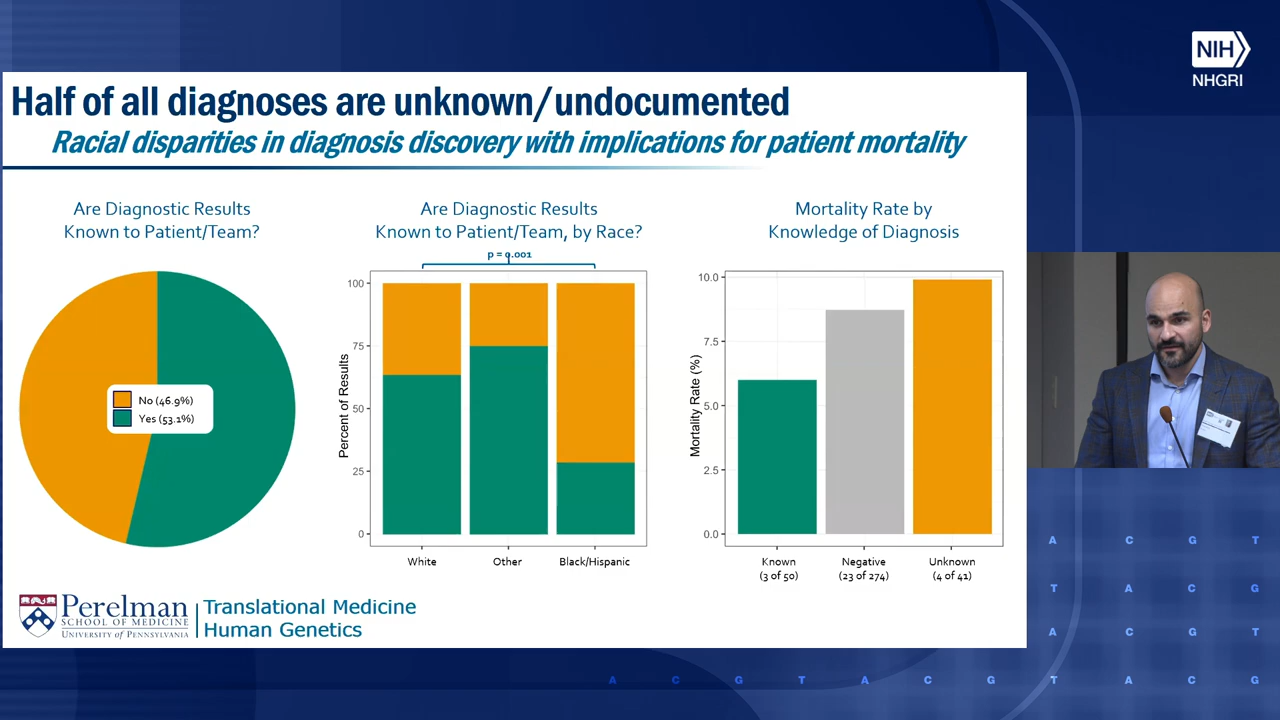 NIH
NHGRI
Half of all diagnoses are unknown/undocumented
Racial disparities in diagnosis discovery with implications for patient mortality
Are Diagnostic Results
Known to Patient/Team?
No (46.9%)
Yes (53.1%)
Are Diagnostic Results
Known to Patient/Team, by Race?
p = 0.001
Percent of Results
100
75
50
25
0
White
Other
Black/Hispanic
Mortality Rate by
Knowledge of Diagnosis
Mortality Rate (%)
10.0
7.5
5.0
2.5
0.0
Known
(3 of 50)
Negative
(23 of 274)
Unknown
(4 of 41)
Perelman
SCHOOL OF MEDICINE
UNIVERSITY of PENNSYLVANIA
Translational Medicine
Human Genetics
A C G T
T A C G
A C G T
A C G T A C G T A C G